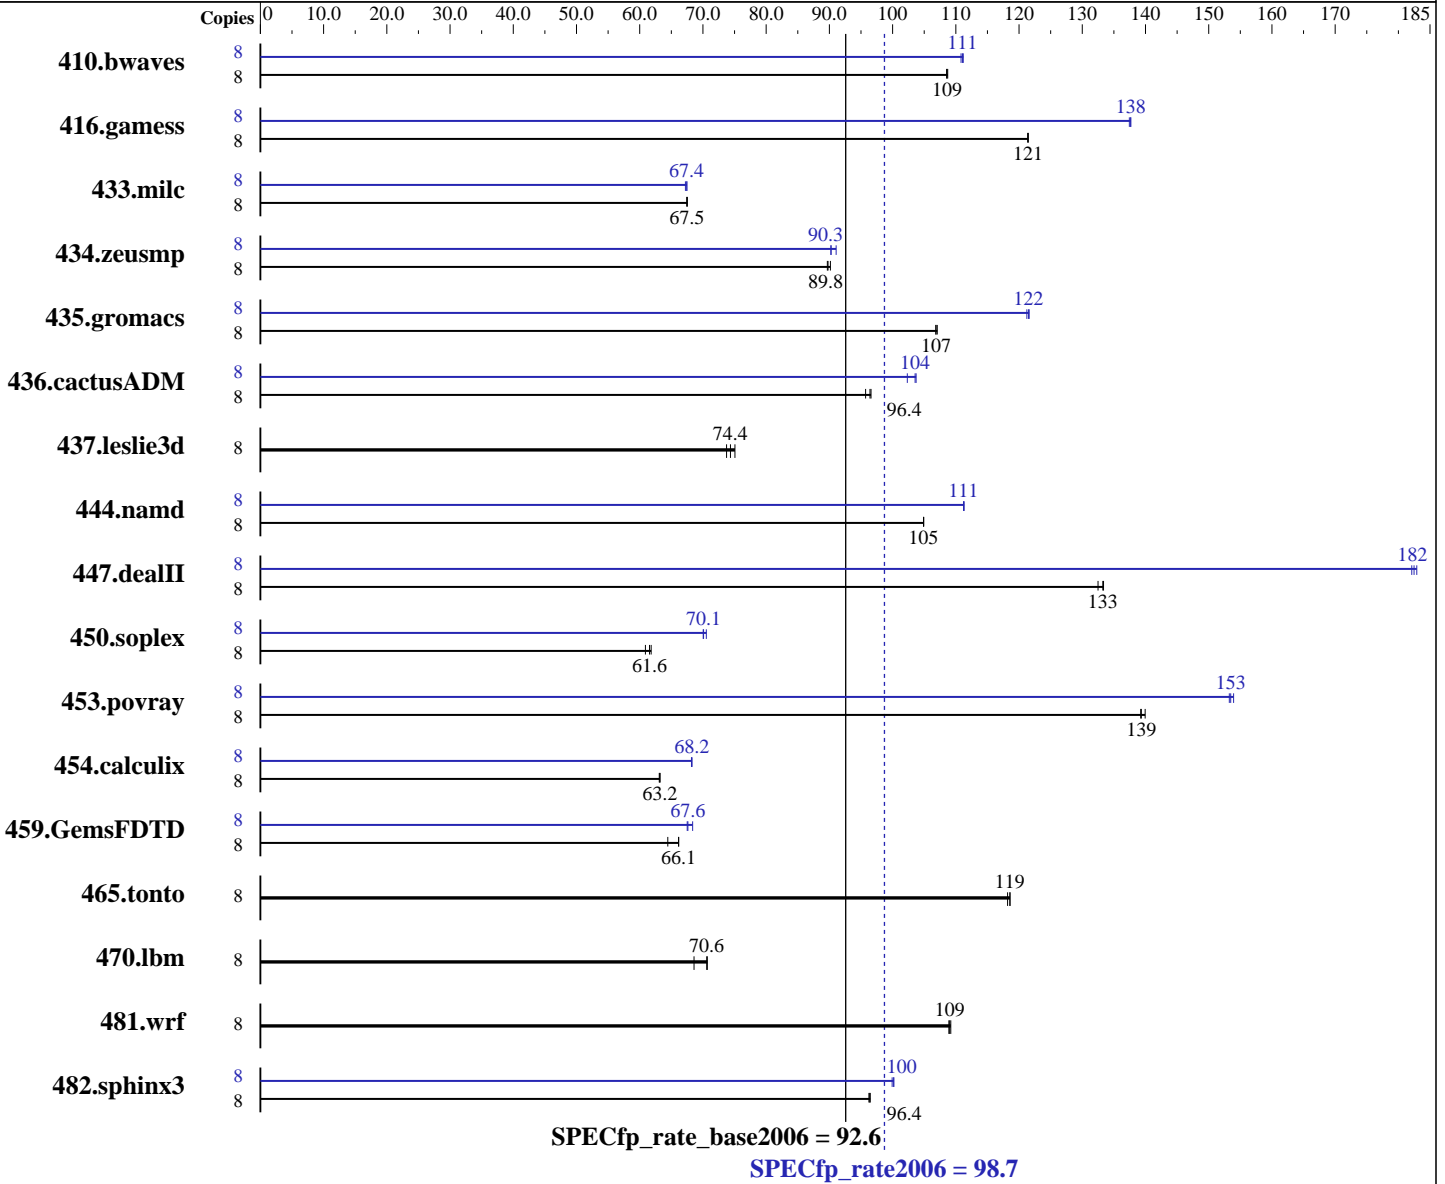 Copies 0 10.0 20.0 30.0 40.0 50.0 60.0 70.0 80.0 90.0 100 110 120 130 140 150 160 170 185
410.bwaves 8 111
8 109
416.gamess 8 138
8 121
433.milc 8 67.4
8 67.5
434.zeusmp 8 90.3
8 89.8
435.gromacs 8 122
8 107
436.cactusADM 8 104
8 96.4
437.leslie3d 8 74.4
444.namd 8 111
8 105
447.dealII 8 182
8 133
450.soplex 8 70.1
8 61.6
453.povray 8 153
8 139
454.calculix 8 68.2
8 63.2
459.GemsFDTD 8 67.6
8 66.1
465.tonto 8 119
470.lbm 8 70.6
481.wrf 8 109
482.sphinx3 8 100
8 96.4
SPECfp_rate_base2006 = 92.6
SPECfp_rate2006 = 98.7